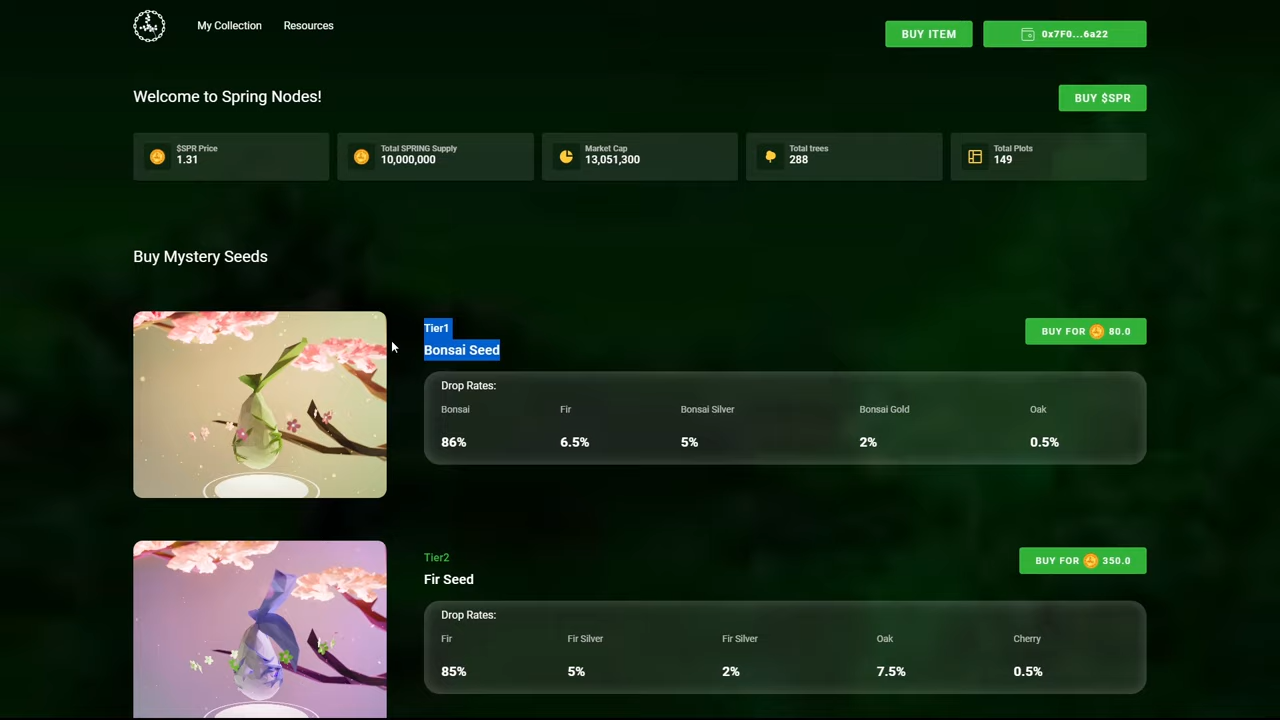 My Collection Resources BUY ITEM 0x7F0...6a22
Welcome to Spring Nodes! BUY $SPR
$SPR Price Total SPRING Supply Market Cap Total trees Total Plots
1.31 10,000,000 13,051,300 288 149
Buy Mystery Seeds
Tier1
Bonsai Seed
BUY FOR 80.0
Drop Rates:
Bonsai Fir Bonsai Silver Bonsai Gold Oak
86% 6.5% 5% 2% 0.5%
Tier2
Fir Seed
BUY FOR 350.0
Drop Rates:
Fir Fir Silver Fir Silver Oak Cherry
85% 5% 2% 7.5% 0.5%